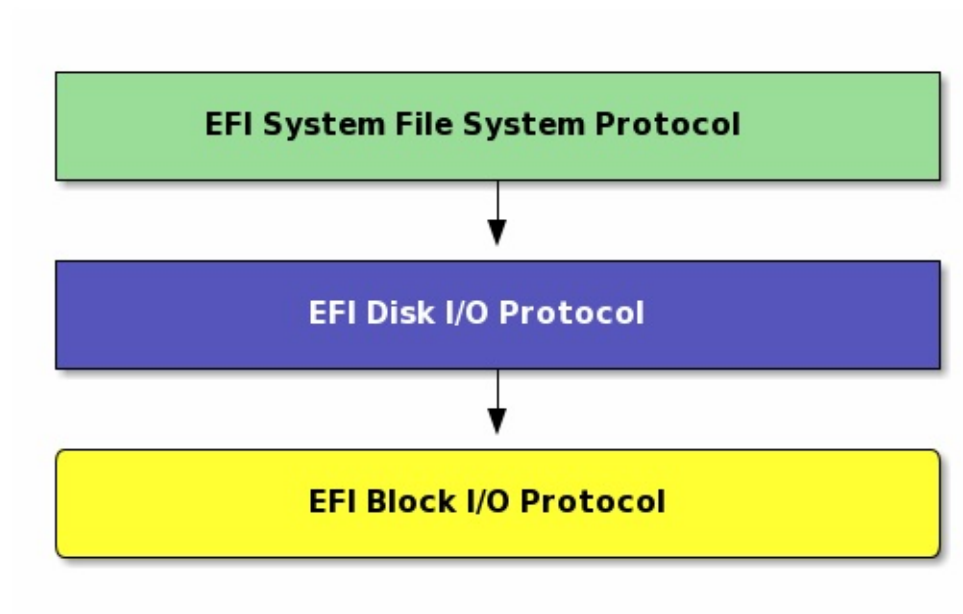 EFI System File System Protocol
EFI Disk I/O Protocol
EFI Block I/O Protocol